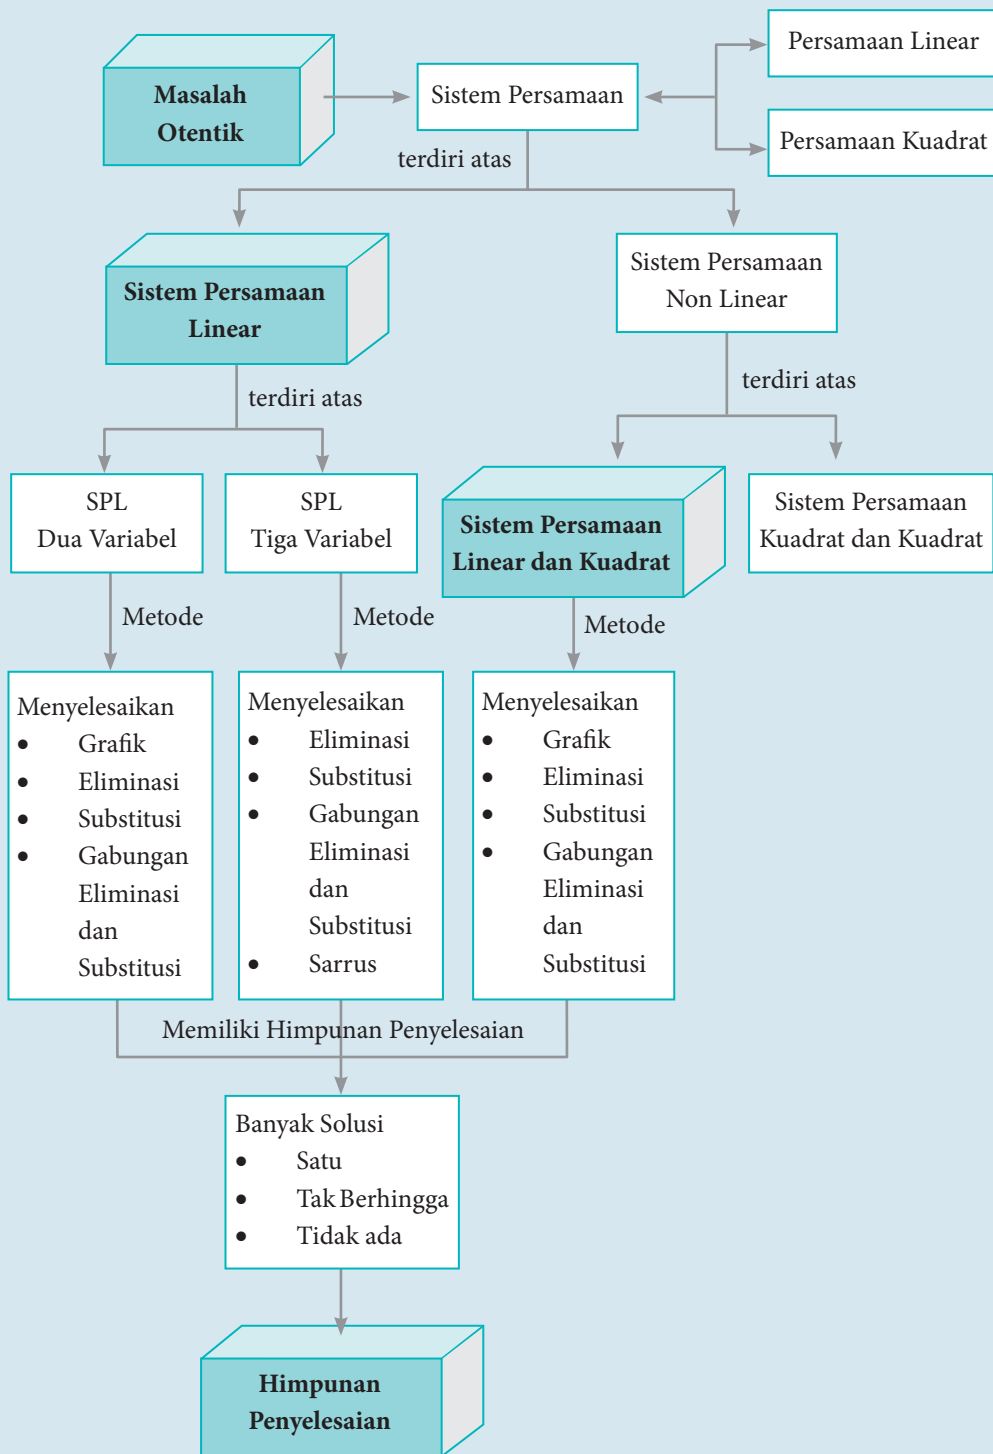 Masalah
Otentik
Sistem Persamaan
Persamaan Linear
Persamaan Kuadrat
terdiri atas
Sistem Persamaan
Linear
Sistem Persamaan
Non Linear
terdiri atas
terdiri atas
SPL
Dua Variabel
SPL
Tiga Variabel
Sistem Persamaan
Linear dan Kuadrat
Sistem Persamaan
Kuadrat dan Kuadrat
Metode
Metode
Metode
Menyelesaikan
• Grafik
• Eliminasi
• Substitusi
• Gabungan
Eliminasi
dan
Substitusi
Menyelesaikan
• Eliminasi
• Substitusi
• Gabungan
Eliminasi
dan
Substitusi
• Sarrus
Menyelesaikan
• Grafik
• Eliminasi
• Substitusi
• Gabungan
Eliminasi
dan
Substitusi
Memiliki Himpunan Penyelesaian
Banyak Solusi
• Satu
• Tak Berhingga
• Tidak ada
Himpunan
Penyelesaian